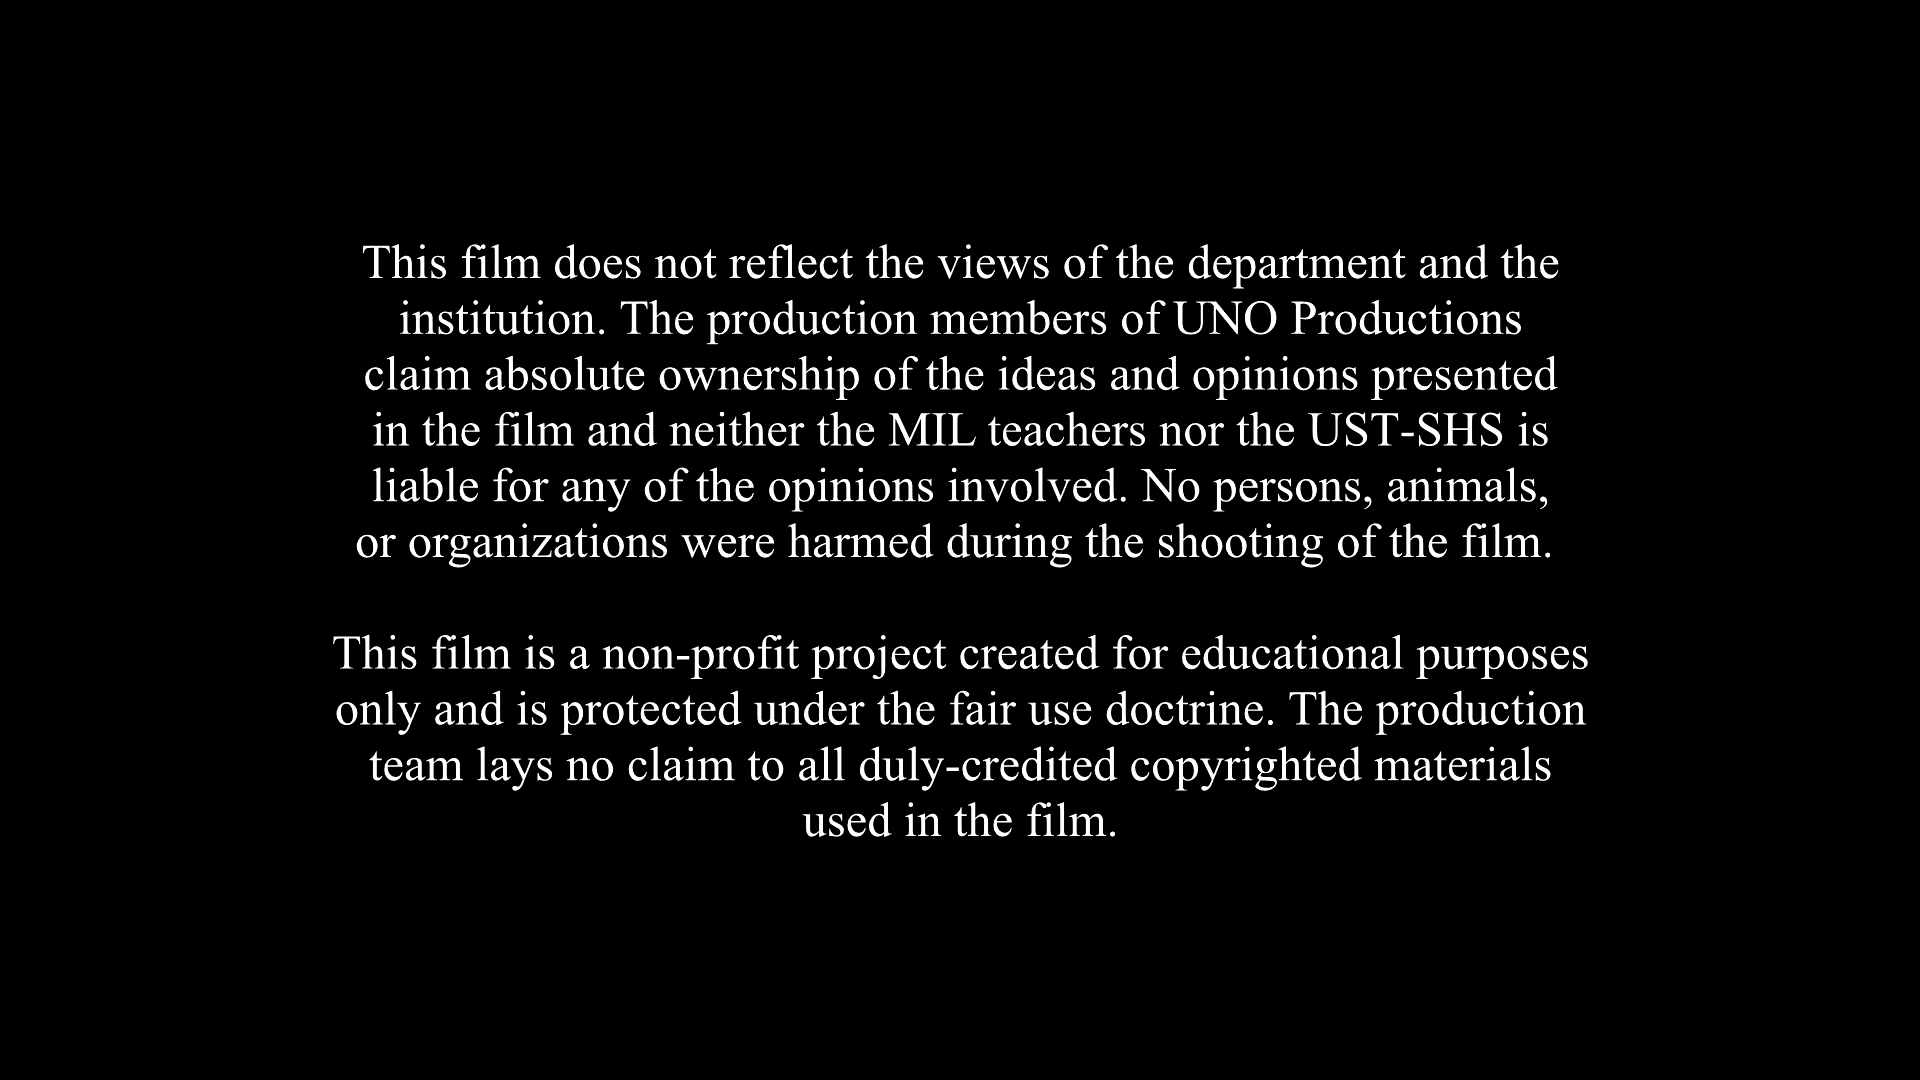 This film does not reflect the views of the department and the
institution. The production members of UNO Productions
claim absolute ownership of the ideas and opinions presented
in the film and neither the MIL teachers nor the UST-SHS is
liable for any of the opinions involved. No persons, animals,
or organizations were harmed during the shooting of the film.
This film is a non-profit project created for educational purposes
only and is protected under the fair use doctrine. The production
team lays no claim to all duly-credited copyrighted materials
used in the film.